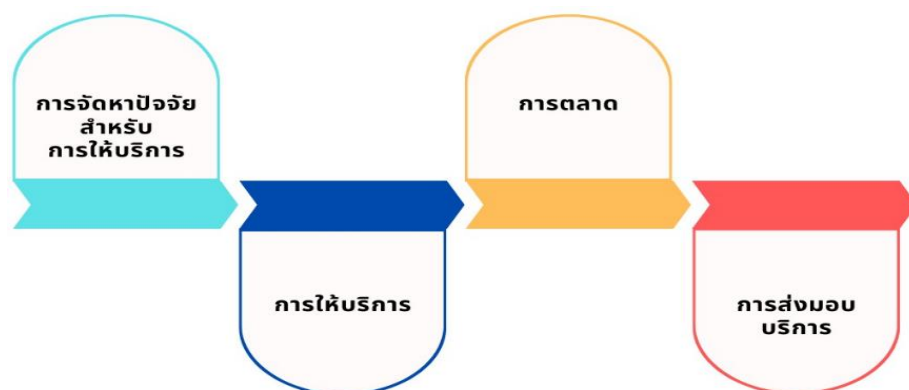 การจัดหาปัจจัย
สำหรับ
การให้บริการ
การให้บริการ
การตลาด
การส่งมอบ
บริการ